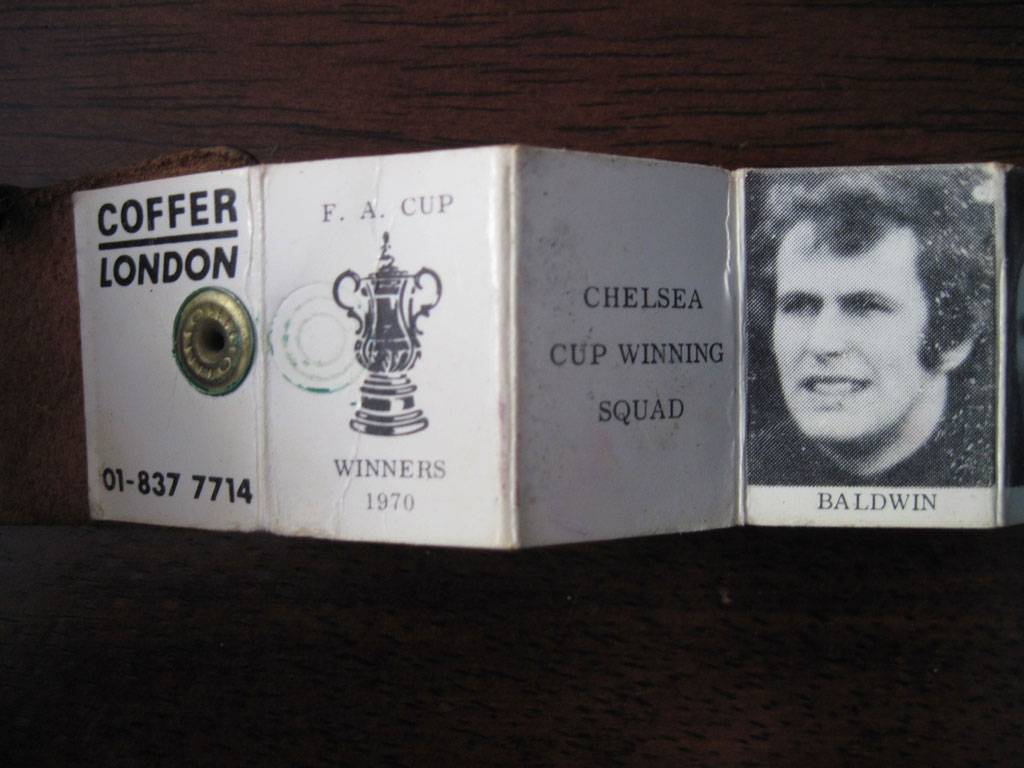 COFFER
LONDON
01-837 7714
F. A. CUP
WINNERS
1970
CHELSEA
CUP WINNING
SQUAD
BALDWIN